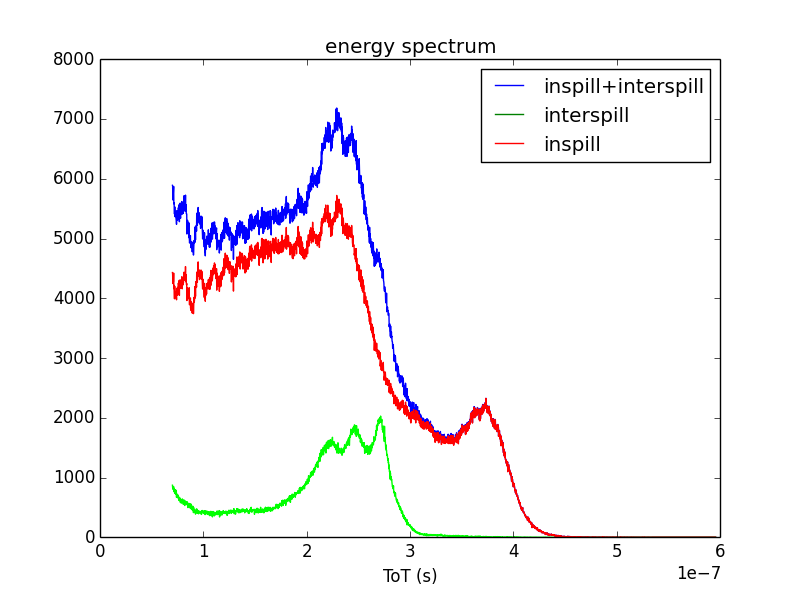 energy spectrum
8000
7000
6000
5000
4000
3000
2000
1000
0
inspill+interspill
interspill
inspill
0 1 2 3 4 5 6
1e−7
ToT (s)